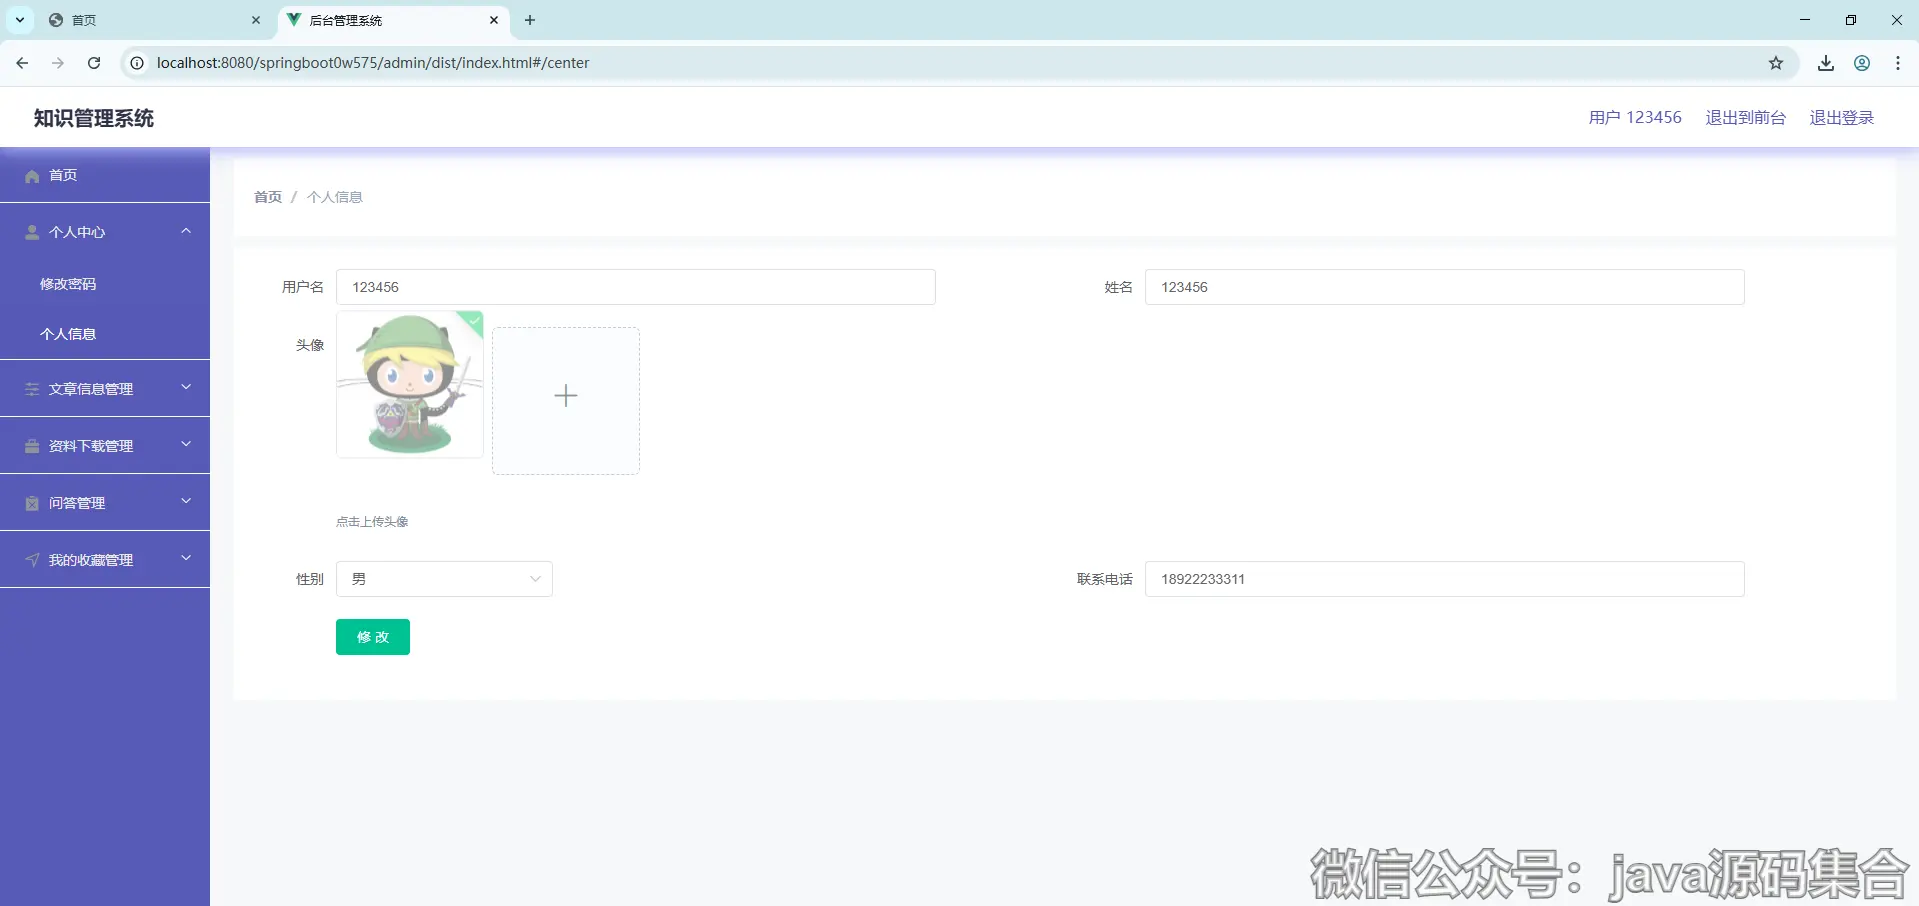 首页
后台管理系统
localhost:8080/springboot0w575/admin/dist/index.html#/center
知识管理系统
用户 123456 退出到前台 退出登录
首页
首页 / 个人信息
个人中心
修改密码
个人信息
文章信息管理
资料下载管理
问答管理
我的收藏管理
用户名 123456
姓名 123456
头像
点击上传头像
性别 男
联系电话 18922233311
修改
微信公众号：java源码集合